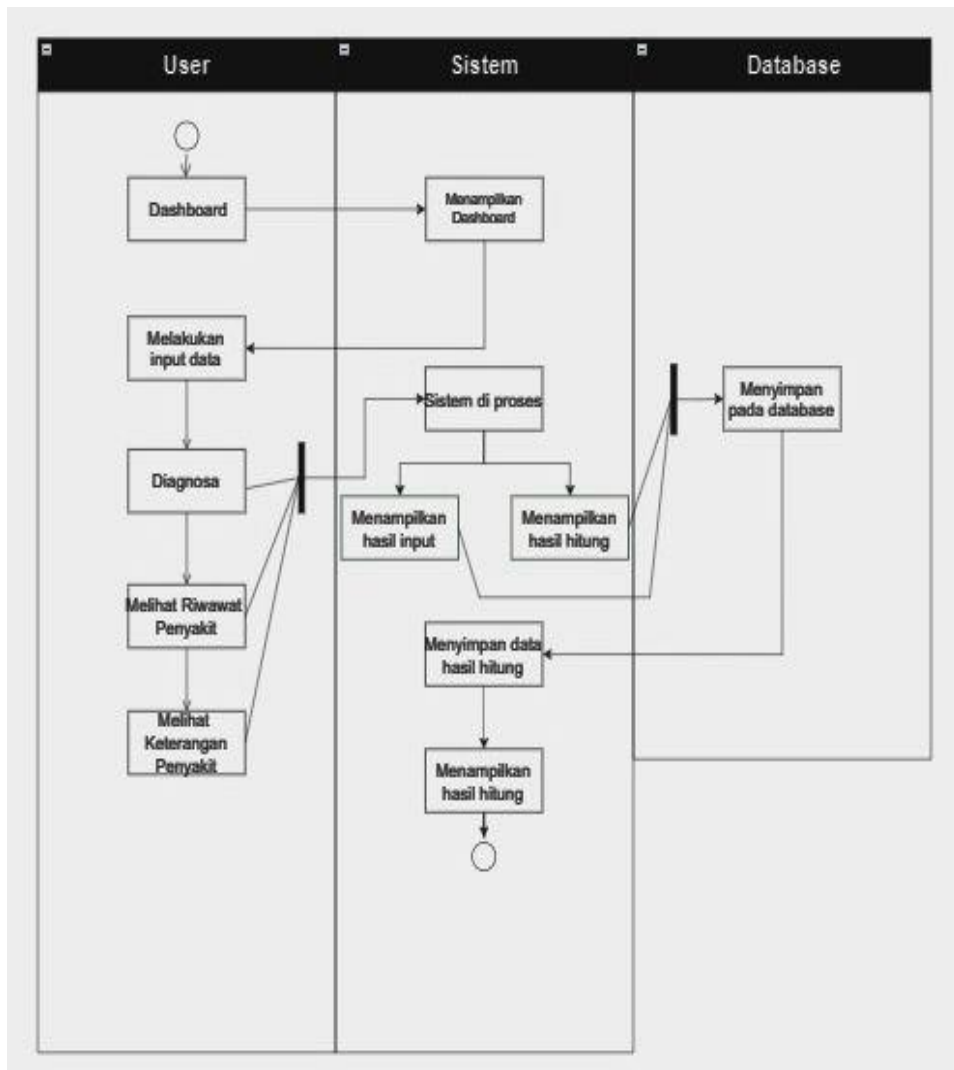 User
Sistem
Database
Dashboard
Menampilkan
Dashboard
Melakukan
input data
Sistem di proses
Menyimpan
pada database
Diagnosa
Menampilkan
hasil input
Menampilkan
hasil hitung
Melihat Riwawat
Penyakit
Menyimpan data
hasil hitung
Melihat
Keterangan
Penyakit
Menampilkan
hasil hitung